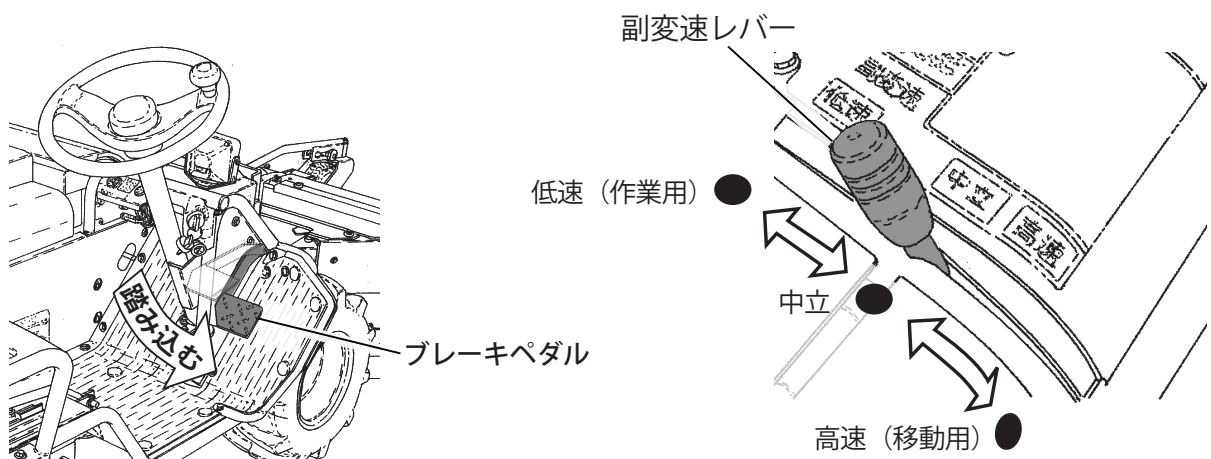 副変速レバー
副変速
低速
中立
高速
低速（作業用）
中立
高速（移動用）
踏み込む
ブレーキペダル